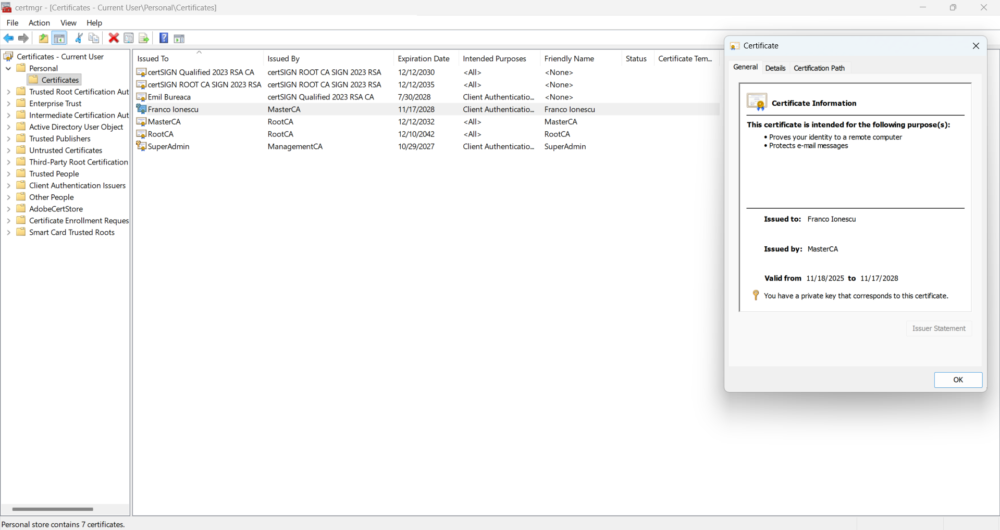 certmgr - [Certificates - Current User\Personal\Certificates]
File Action View Help
Certificates - Current User
Personal
Certificates
Trusted Root Certification Aut
Enterprise Trust
Intermediate Certification Aut
Active Directory User Object
Trusted Publishers
Untrusted Certificates
Third-Party Root Certification
Trusted People
Client Authentication Issuers
Other People
AdobeCertStore
Certificate Enrollment Reques
Smart Card Trusted Roots
Issued To Issued By Expiration Date Intended Purposes Friendly Name Status Certificate Tem...
certSIGN Qualified 2023 RSA CA certSIGN ROOT CA SIGN 2023 RSA 12/12/2030 <All> <None>
certSIGN ROOT CA SIGN 2023 RSA certSIGN ROOT CA SIGN 2023 RSA 12/12/2035 <All> <None>
Emil Bureaca certSIGN Qualified 2023 RSA CA 7/30/2028 Client Authenticatio... <None>
Franco Ionescu MasterCA 11/17/2028 Client Authenticatio... Franco Ionescu
MasterCA RootCA 12/12/2032 <All> MasterCA
RootCA RootCA 12/10/2042 <All> RootCA
SuperAdmin ManagementCA 10/29/2027 Client Authenticatio... SuperAdmin
Certificate
General Details Certification Path
Certificate Information
This certificate is intended for the following purpose(s):
• Proves your identity to a remote computer
• Protects e-mail messages
Issued to: Franco Ionescu
Issued by: MasterCA
Valid from 11/18/2025 to 11/17/2028
You have a private key that corresponds to this certificate.
Issuer Statement
OK
Personal store contains 7 certificates.